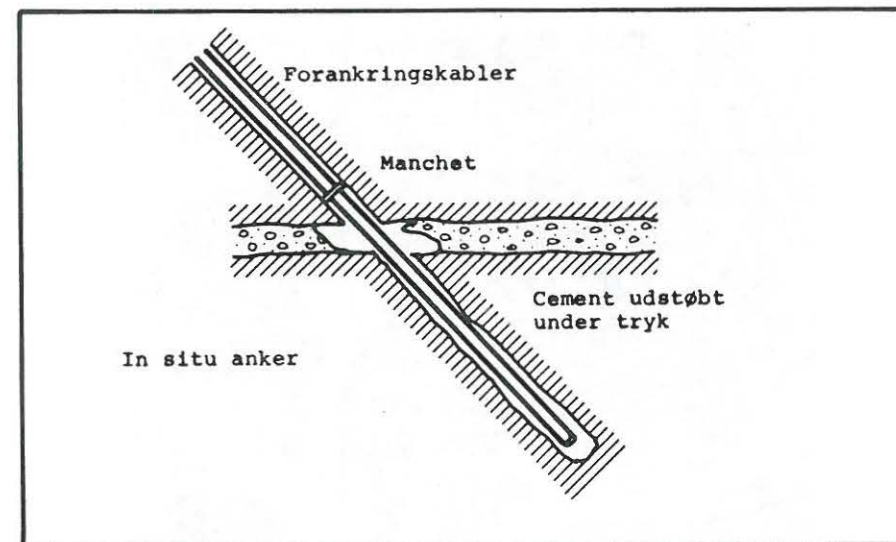 Forankringskabler
Manchet
Cement udstøbt
under tryk
In situ anker